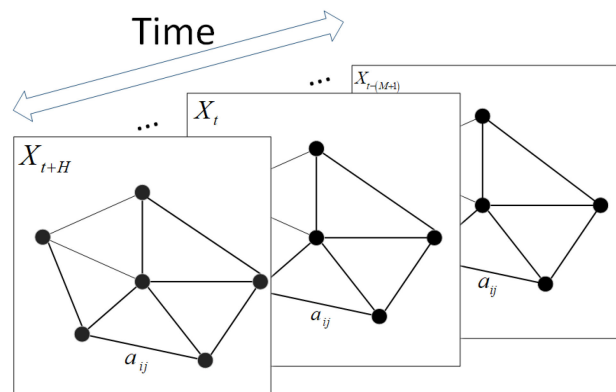 Time
...
X_{t-(M+1)}
...
X_t
X_{t+H}
a_{ij}
a_{ij}
a_{ij}